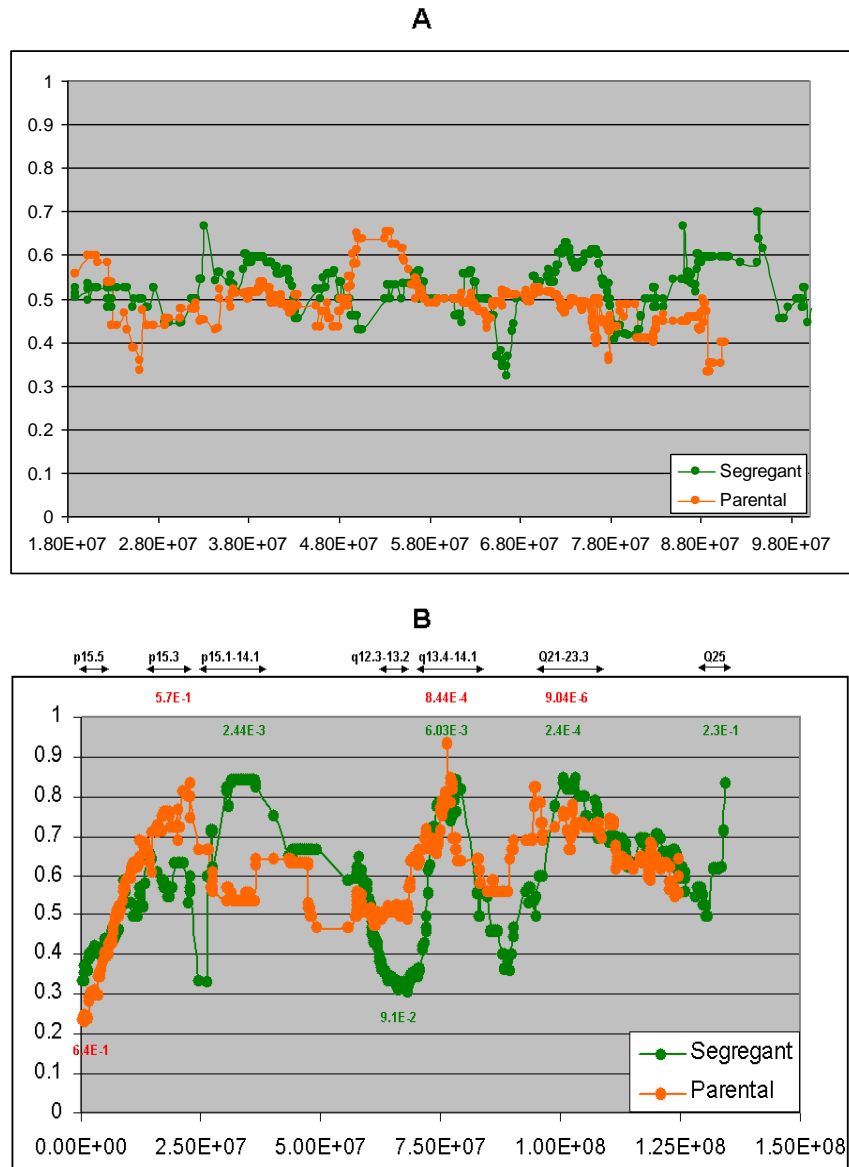 A
1
0.9
0.8
0.7
0.6
0.5
0.4
0.3
0.2
0.1
0
Segregant
Parental
1.80E+07 2.80E+07 3.80E+07 4.80E+07 5.80E+07 6.80E+07 7.80E+07 8.80E+07 9.80E+07
B
p15.5 p15.3 p15.1-14.1 q12.3-13.2 q13.4-14.1 Q21-23.3 Q25
5.7E-1 8.44E-4 9.04E-6
2.44E-3 6.03E-3 2.4E-4 2.3E-1
1
0.9
0.8
0.7
0.6
0.5
0.4
0.3
9.1E-2
0.2
6.4E-1
0.1
0
Segregant
Parental
0.00E+00 2.50E+07 5.00E+07 7.50E+07 1.00E+08 1.25E+08 1.50E+08